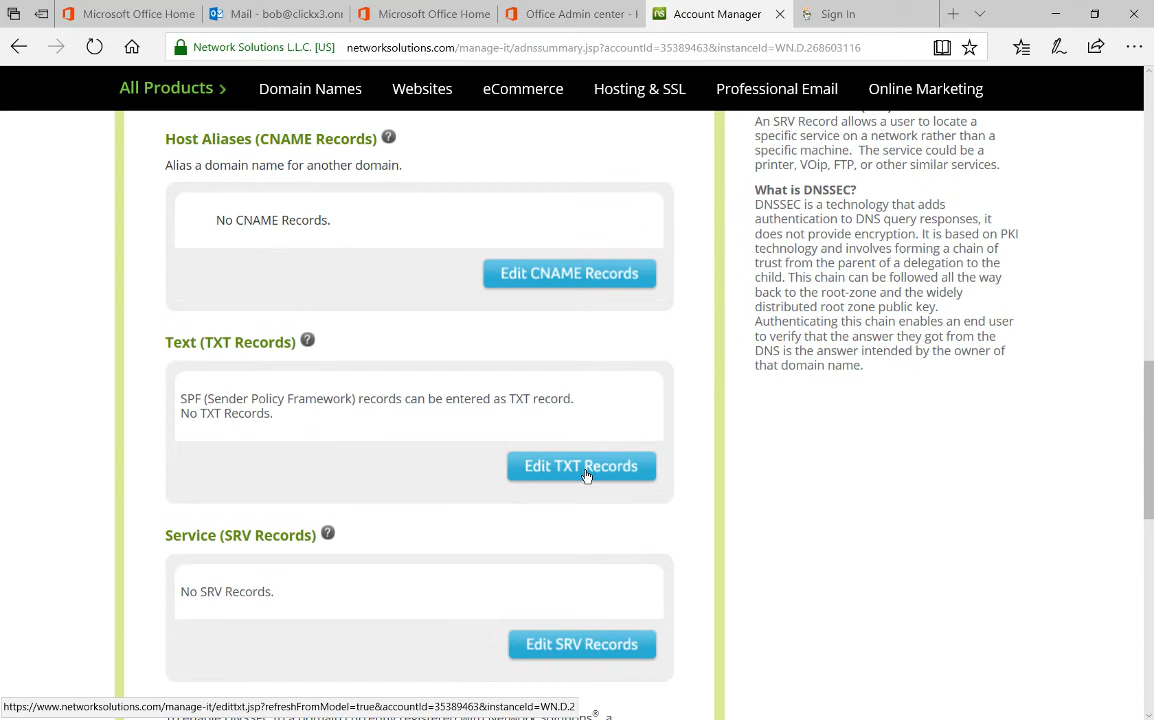 Microsoft Office Home
Mail - bob@clickx3.on
Microsoft Office Home
Office Admin center -
Account Manager
Sign In
Network Solutions L.L.C. [US]
networksolutions.com/manage-it/adnssummary.jsp?accountId=35389463&instanceId=WN.D.268603116
All Products >
Domain Names
Websites
eCommerce
Hosting & SSL
Professional Email
Online Marketing
Host Aliases (CNAME Records) ?
Alias a domain name for another domain.
No CNAME Records.
Edit CNAME Records
Text (TXT Records) ?
SPF (Sender Policy Framework) records can be entered as TXT record.
No TXT Records.
Edit TXT Records
Service (SRV Records) ?
No SRV Records.
Edit SRV Records
An SRV Record allows a user to locate a
specific service on a network rather than a
specific machine. The service could be a
printer, VOip, FTP, or other similar services.
What is DNSSEC?
DNSSEC is a technology that adds
authentication to DNS query responses, it
does not provide encryption. It is based on PKI
technology and involves forming a chain of
trust from the parent of a delegation to the
child. This chain can be followed all the way
back to the root-zone and the widely
distributed root zone public key.
Authenticating this chain enables an end user
to verify that the answer they got from the
DNS is the answer intended by the owner of
that domain name.
https://www.networksolutions.com/manage-it/edittxt.jsp?refreshFromModel=true&accountId=35389463&instanceId=WN.D.2